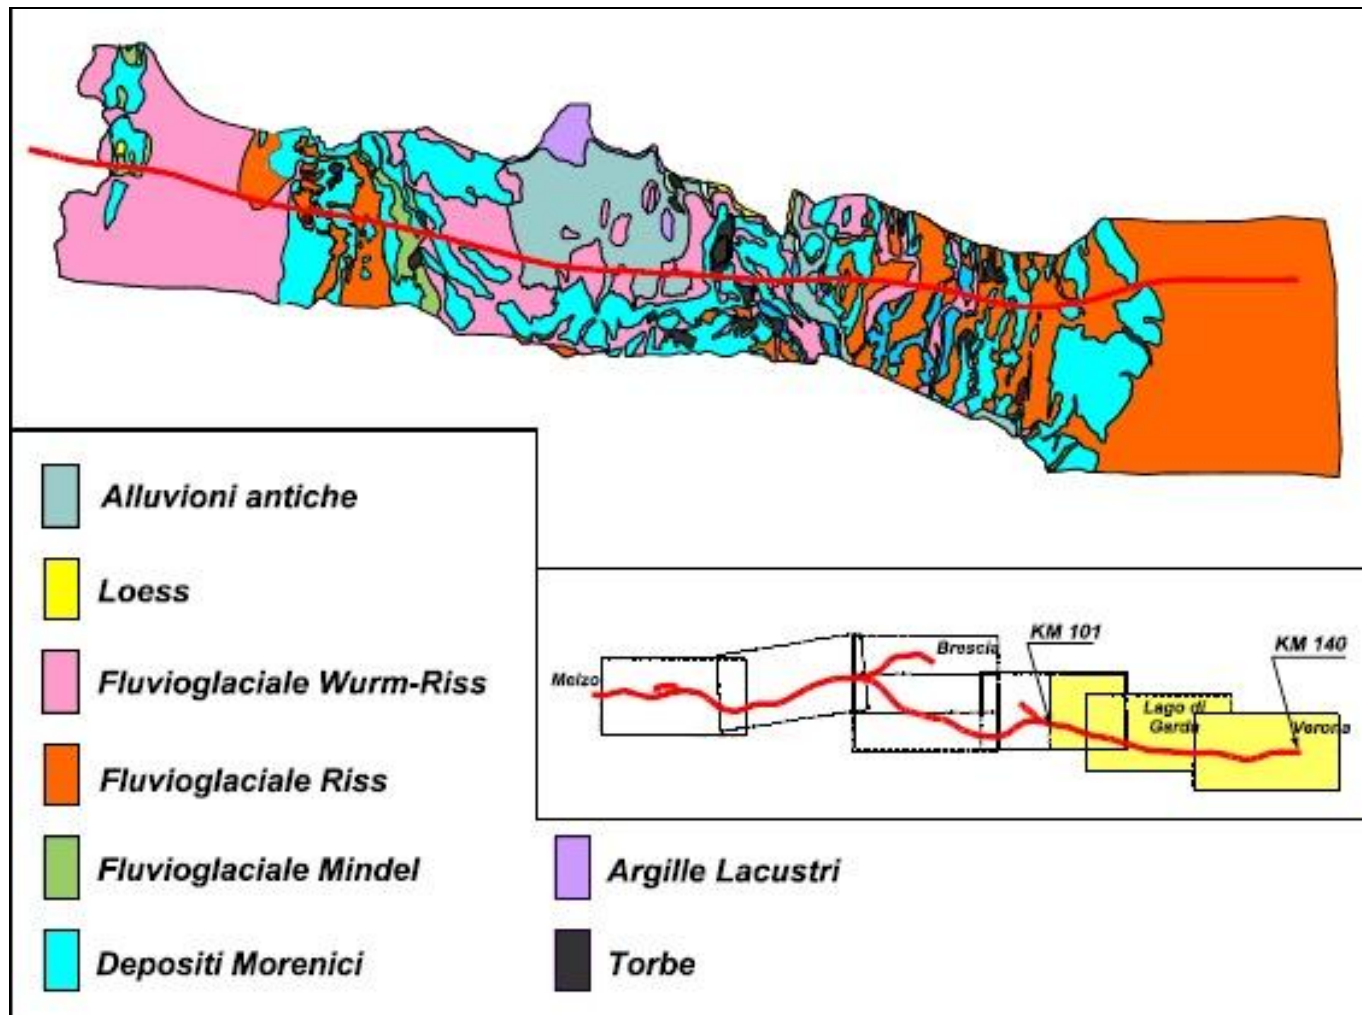 Alluvioni antiche
Loess
Fluvioglaciale Wurm-Riss
Fluvioglaciale Riss
Fluvioglaciale Mindel
Depositi Morenici
Argille Lacustri
Torbe
Melzo
Brescia
KM 101
Lago di
Garda
KM 140
Verona